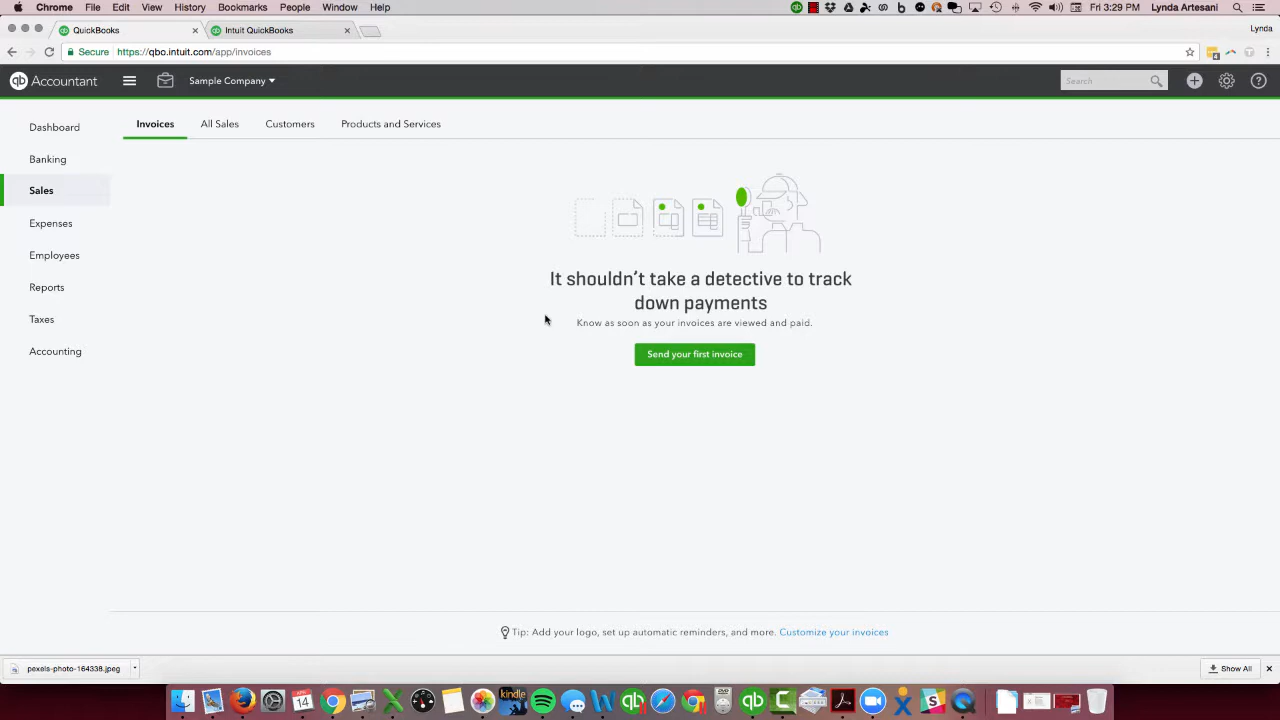 Chrome File Edit View History Bookmarks People Window Help
Fri 3:29 PM Lynda Artesani
QuickBooks
Intuit QuickBooks
Lynda
Secure https://qbo.intuit.com/app/invoices
qb Accountant
Sample Company
Search
Dashboard
Banking
Sales
Expenses
Employees
Reports
Taxes
Accounting
Invoices All Sales Customers Products and Services
It shouldn't take a detective to track
down payments
Know as soon as your invoices are viewed and paid.
Send your first invoice
Tip: Add your logo, set up automatic reminders, and more. Customize your invoices
pexels-photo-164338.jpeg
Show All
14
kindle